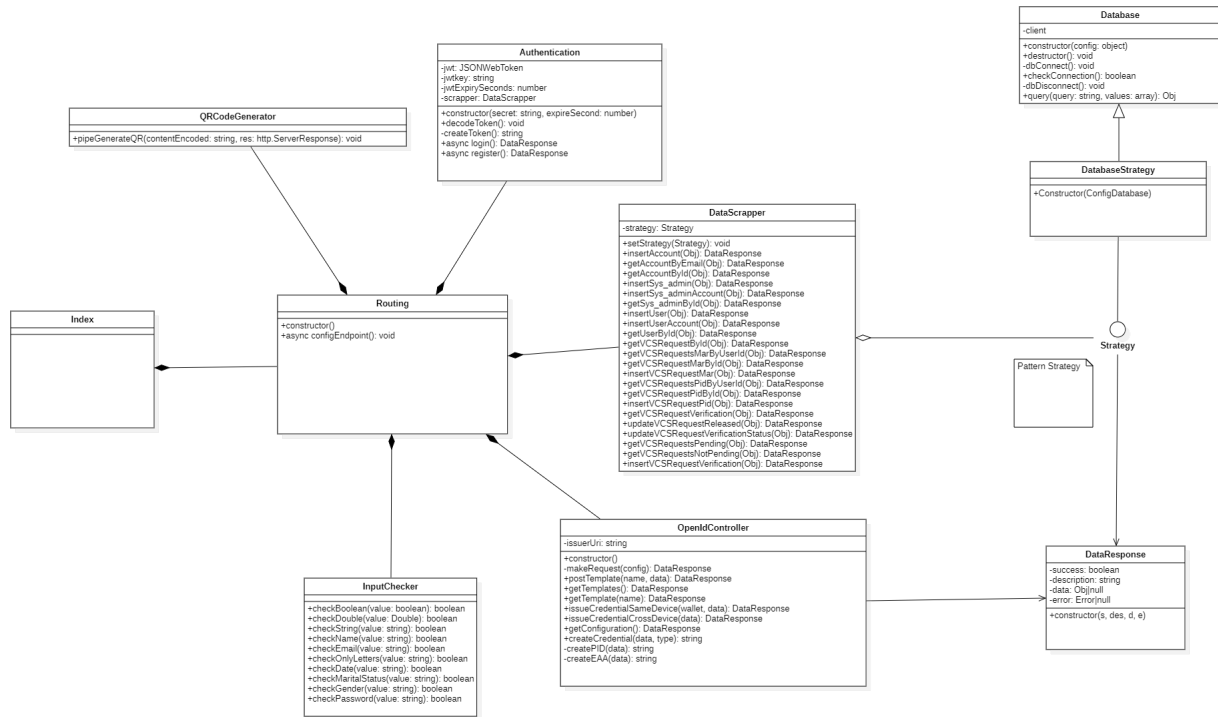 Database
-client
+constructor(config: object)
+destructor(): void
-dbConnect(): void
+checkConnection(): boolean
-dbDisconnect(): void
+query(query: string, values: array): Obj
Authentication
-jwt: JSONWebToken
-jwtkey: string
-jwtExpirySeconds: number
-scrapper: DataScrapper
+constructor(secret: string, expireSecond: number)
+decodeToken(): void
-createToken(): string
+async login(): DataResponse
+async register(): DataResponse
QRCodeGenerator
+pipeGenerateQR(contentEncoded: string, res: http.ServerResponse): void
DatabaseStrategy
+Constructor(ConfigDatabase)
DataScrapper
-strategy: Strategy
+setStrategy(Strategy): void
+insertAccount(Obj): DataResponse
+getAccountByEmail(Obj): DataResponse
+getAccountById(Obj): DataResponse
+insertSys_admin(Obj): DataResponse
+insertSys_adminAccount(Obj): DataResponse
+getSys_adminById(Obj): DataResponse
+insertUser(Obj): DataResponse
+insertUserAccount(Obj): DataResponse
+getUserById(Obj): DataResponse
+getVCSRequestById(Obj): DataResponse
+getVCSRequestsMarByUserId(Obj): DataResponse
+getVCSRequestMarById(Obj): DataResponse
+insertVCSRequestMar(Obj): DataResponse
+getVCSRequestsPidByUserId(Obj): DataResponse
+getVCSRequestPidById(Obj): DataResponse
+insertVCSRequestPid(Obj): DataResponse
+getVCSRequestVerification(Obj): DataResponse
+updateVCSRequestReleased(Obj): DataResponse
+updateVCSRequestVerificationStatus(Obj): DataResponse
+getVCSRequestsPending(Obj): DataResponse
+getVCSRequestsNotPending(Obj): DataResponse
+insertVCSRequestVerification(Obj): DataResponse
Routing
+constructor()
+async configEndpoint(): void
Index
Strategy
Pattern Strategy
OpenIdController
-issuerUri: string
+constructor()
-makeRequest(config): DataResponse
+postTemplate(name, data): DataResponse
+getTemplates(): DataResponse
+getTemplate(name): DataResponse
+issueCredentialSameDevice(wallet, data): DataResponse
+issueCredentialCrossDevice(data): DataResponse
+getConfiguration(): DataResponse
+createCredential(data, type): string
-createPID(data): string
-createEAA(data): string
DataResponse
-success: boolean
-description: string
-data: Obj|null
-error: Error|null
+constructor(s, des, d, e)
InputChecker
+checkBoolean(value: boolean): boolean
+checkDouble(value: Double): boolean
+checkString(value: string): boolean
+checkName(value: string): boolean
+checkEmail(value: string): boolean
+checkOnlyLetters(value: string): boolean
+checkDate(value: string): boolean
+checkMaritalStatus(value: string): boolean
+checkGender(value: string): boolean
+checkPassword(value: string): boolean